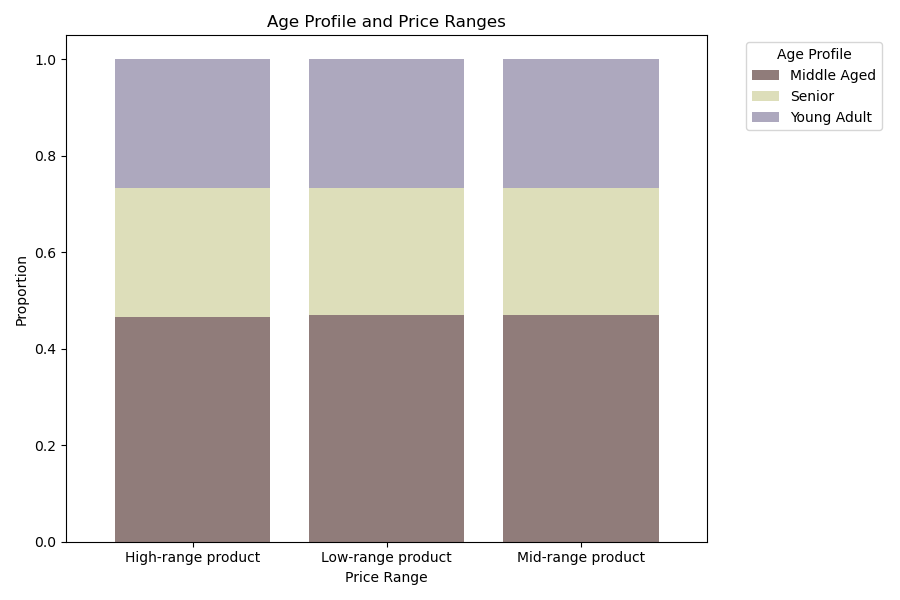 Age Profile and Price Ranges
Age Profile
Middle Aged
Senior
Young Adult
Proportion
1.0
0.8
0.6
0.4
0.2
0.0
High-range product Low-range product Mid-range product
Price Range